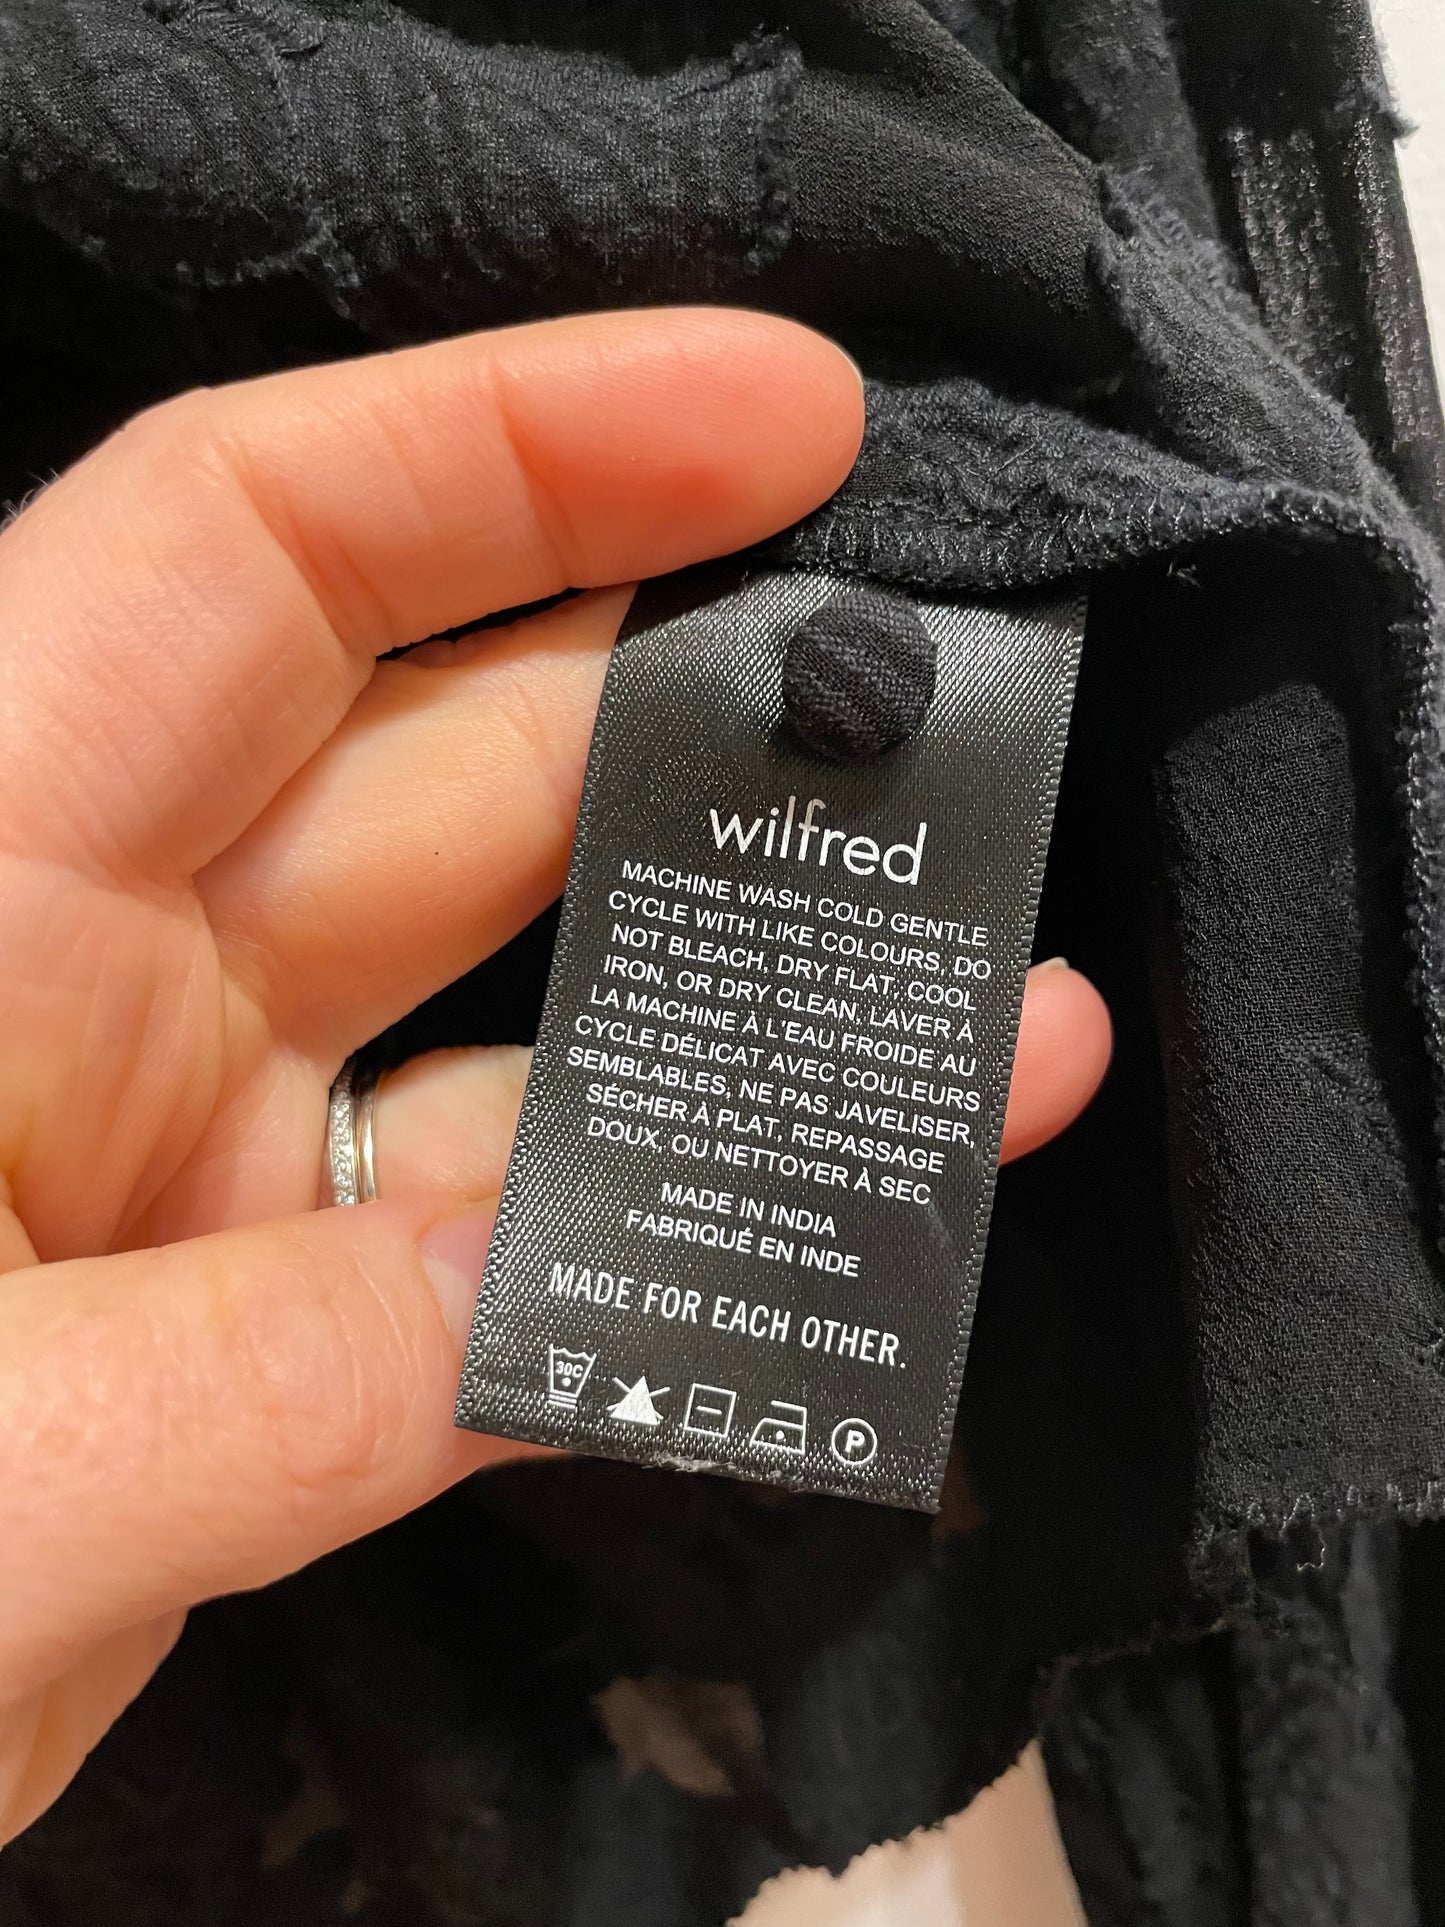 wilfred
MACHINE WASH COLD GENTLE
CYCLE WITH LIKE COLOURS, DO
NOT BLEACH, DRY FLAT, COOL
IRON, OR DRY CLEAN, LAVER À
LA MACHINE À L'EAU FROIDE AU
CYCLE DÉLICAT AVEC COULEURS
SEMBLABLES, NE PAS JAVELISER,
SÉCHER À PLAT, REPASSAGE
DOUX, OU NETTOYER À SEC
MADE IN INDIA
FABRIQUÉ EN INDE
MADE FOR EACH OTHER.
30C P